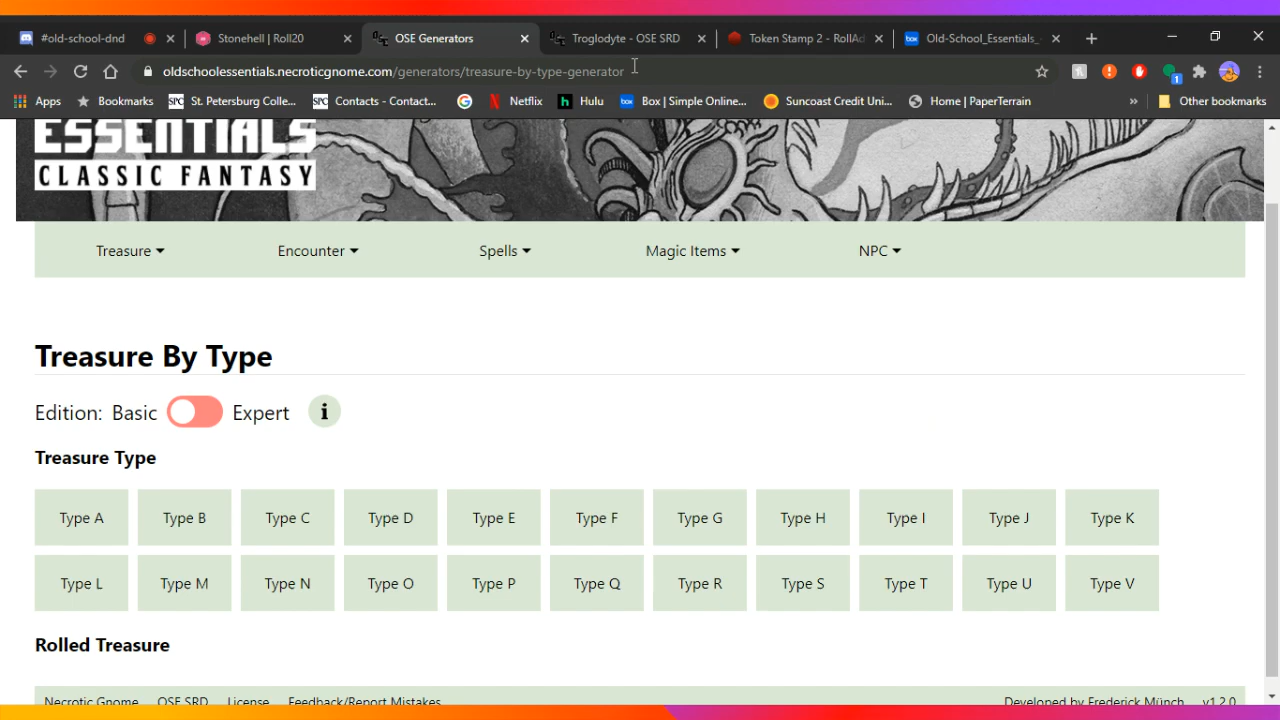 #old-school-dnd
Stonehell | Roll20
OSE Generators
Troglodyte - OSE SRD
Token Stamp 2 - RollAd
Old-School_Essentials_
oldschoolessentials.necroticgnome.com/generators/treasure-by-type-generator
1
Apps
Bookmarks
SPC St. Petersburg Colle...
SPC Contacts - Contact...
Netflix
h Hulu
box Box | Simple Online...
Suncoast Credit Uni...
Home | PaperTerrain
»
Other bookmarks
ESSENTIALS
CLASSIC FANTASY
Treasure
Encounter
Spells
Magic Items
NPC
Treasure By Type
Edition: Basic Expert i
Treasure Type
Type A Type B Type C Type D Type E Type F Type G Type H Type I Type J Type K
Type L Type M Type N Type O Type P Type Q Type R Type S Type T Type U Type V
Rolled Treasure
Necrotic Gnome OSE SRD License Feedback/Report Mistakes Developed by Frederick Münch v1.2.0